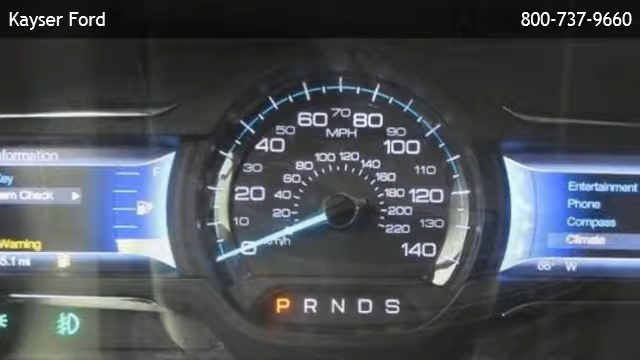 Kayser Ford
800-737-9660
70
60 80
50 MPH 90
40 100
100 120
80 140
30 60 160 110
20 40 180 120
10 20 200 130
220
0 km/h 140
P R N D S
nformation
Key
em Check
F
Warning
5.1 mi
Entertainment
Phone
Compass
Climate
66° W